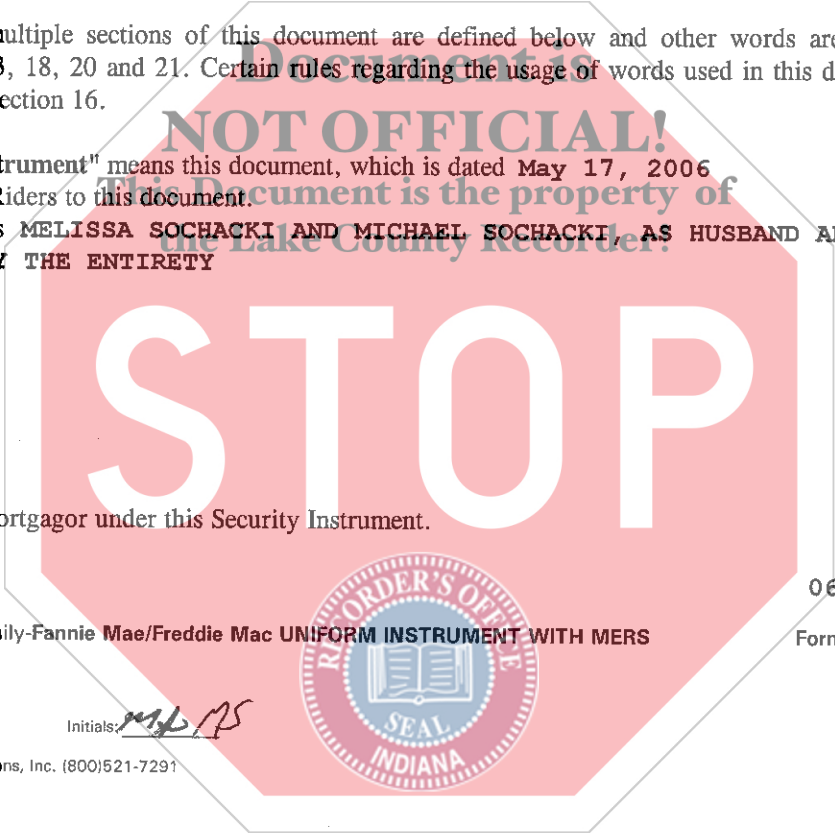 ultiple sections of this document are defined below and other words are
3, 18, 20 and 21. Certain rules regarding the usage of words used in this d
ection 16.
Document is
NOT OFFICIAL!
This Document is the property of
the Lake County Recorder!
trument" means this document, which is dated May 17, 2006
Riders to this document.
s MELISSA SOCHACKI AND MICHAEL SOCHACKI, AS HUSBAND A
Y THE ENTIRETY
STOP
ortgagor under this Security Instrument.
06
ily-Fannie Mae/Freddie Mac UNIFORM INSTRUMENT WITH MERS
Form
RECORDER'S OFFICE
SEAL
INDIANA
Initials: MS MS
ns, Inc. (800)521-7291